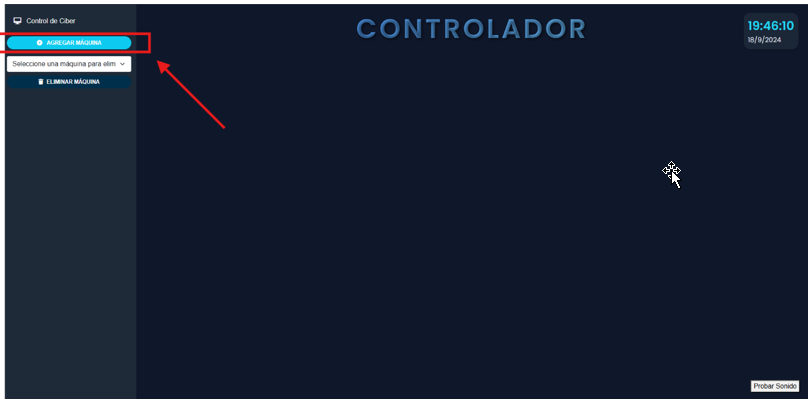 Control de Ciber
AGREGAR MÁQUINA
Seleccione una máquina para elim
ELIMINAR MÁQUINA
CONTROLADOR
19:46:10
18/9/2024
Probar Sonido